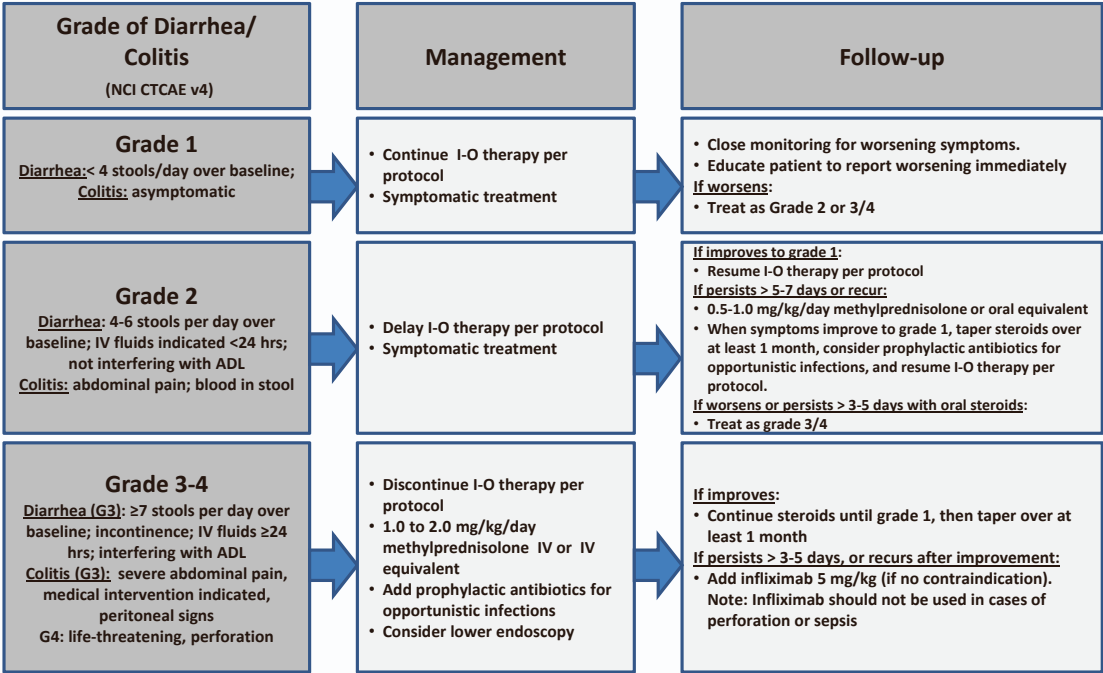 Grade of Diarrhea/
Colitis
(NCI CTCAE v4)
Management
Follow-up
Grade 1
Diarrhea:< 4 stools/day over baseline;
Colitis: asymptomatic
• Continue I-O therapy per
protocol
• Symptomatic treatment
• Close monitoring for worsening symptoms.
• Educate patient to report worsening immediately
If worsens:
• Treat as Grade 2 or 3/4
Grade 2
Diarrhea: 4-6 stools per day over
baseline; IV fluids indicated <24 hrs;
not interfering with ADL
Colitis: abdominal pain; blood in stool
• Delay I-O therapy per protocol
• Symptomatic treatment
If improves to grade 1:
• Resume I-O therapy per protocol
If persists > 5-7 days or recur:
• 0.5-1.0 mg/kg/day methylprednisolone or oral equivalent
• When symptoms improve to grade 1, taper steroids over
at least 1 month, consider prophylactic antibiotics for
opportunistic infections, and resume I-O therapy per
protocol.
If worsens or persists > 3-5 days with oral steroids:
• Treat as grade 3/4
Grade 3-4
Diarrhea (G3): ≥7 stools per day over
baseline; incontinence; IV fluids ≥24
hrs; interfering with ADL
Colitis (G3): severe abdominal pain,
medical intervention indicated,
peritoneal signs
G4: life-threatening, perforation
• Discontinue I-O therapy per
protocol
• 1.0 to 2.0 mg/kg/day
methylprednisolone IV or IV
equivalent
• Add prophylactic antibiotics for
opportunistic infections
• Consider lower endoscopy
If improves:
• Continue steroids until grade 1, then taper over at
least 1 month
If persists > 3-5 days, or recurs after improvement:
• Add infliximab 5 mg/kg (if no contraindication).
Note: Infliximab should not be used in cases of
perforation or sepsis